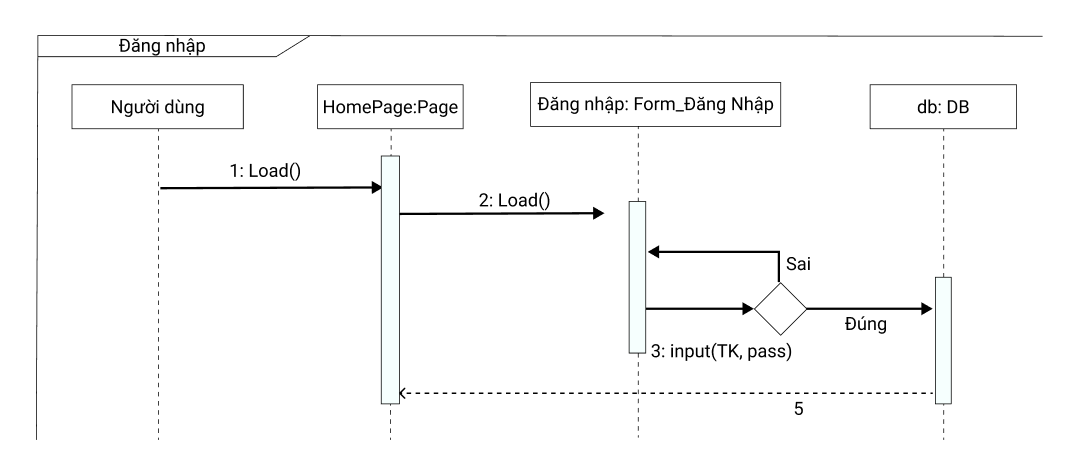 Đăng nhập
Người dùng
HomePage:Page
Đăng nhập: Form_Đăng Nhập
db: DB
1: Load()
2: Load()
Sai
Đúng
3: input(TK, pass)
5